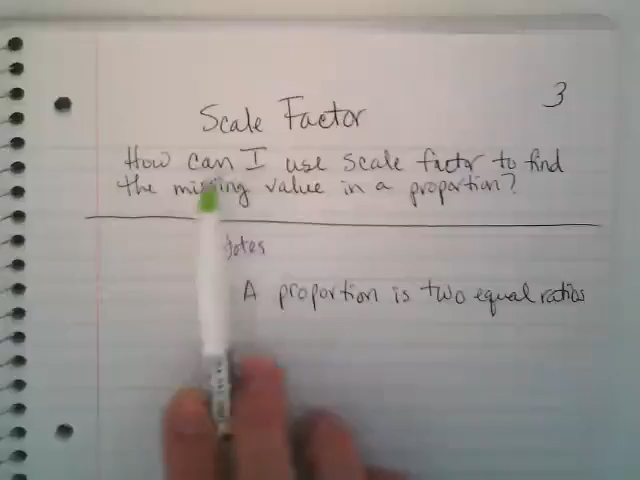 3
Scale Factor
How can I use scale factor to find
the missing value in a proportion?
A proportion is two equal ratios